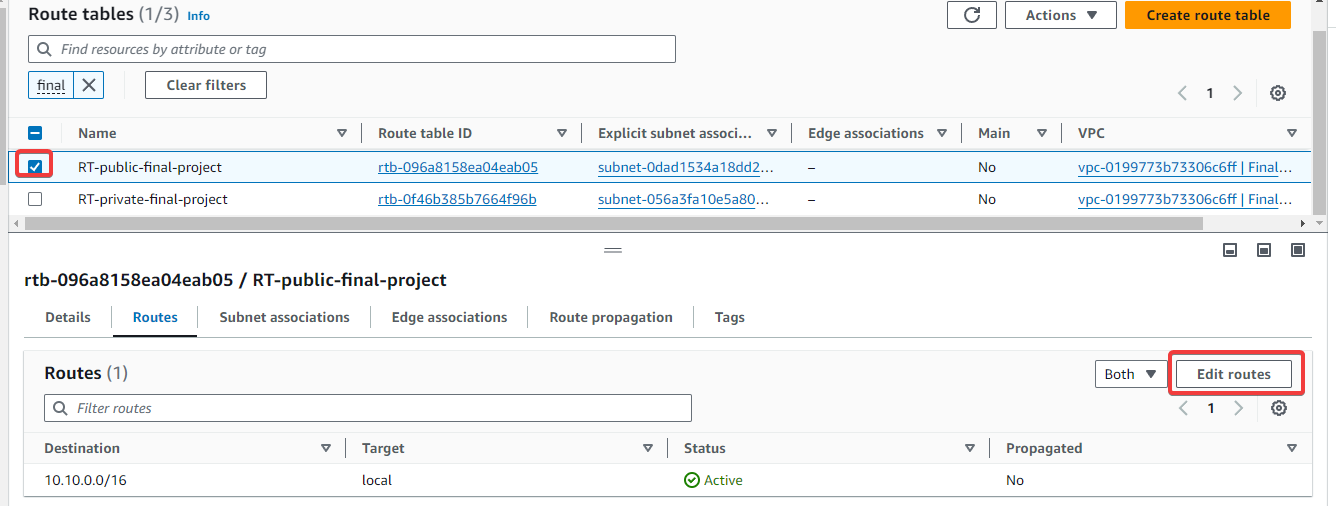 Route tables (1/3) Info
Actions
Create route table
Find resources by attribute or tag
final
Clear filters
1
Name Route table ID Explicit subnet associ... Edge associations Main VPC
RT-public-final-project rtb-096a8158ea04eab05 subnet-0dad1534a18dd2... – No vpc-0199773b73306c6ff | Final...
RT-private-final-project rtb-0f46b385b7664f96b subnet-056a3fa10e5a80... – No vpc-0199773b73306c6ff | Final...
rtb-096a8158ea04eab05 / RT-public-final-project
Details Routes Subnet associations Edge associations Route propagation Tags
Routes (1)
Both
Edit routes
Filter routes
1
Destination Target Status Propagated
10.10.0.0/16 local Active No